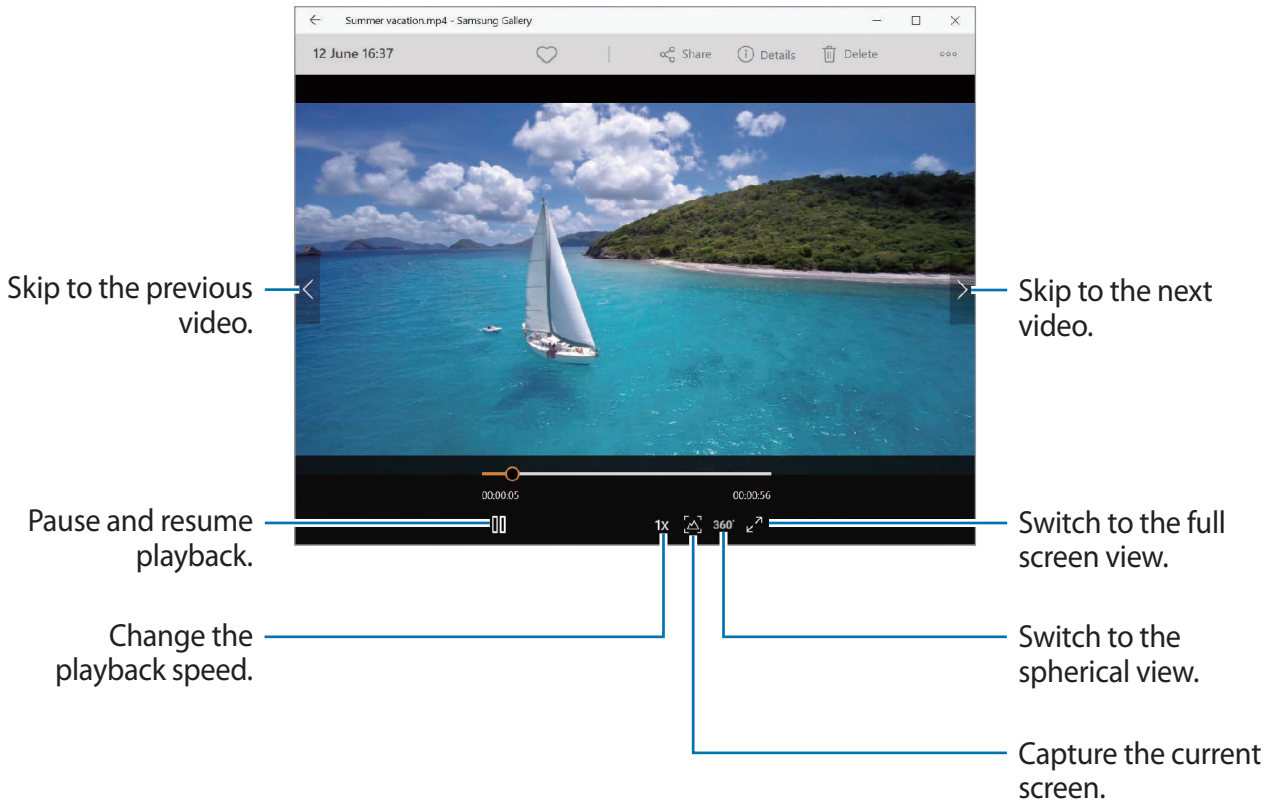 Summer vacation.mp4 - Samsung Gallery
12 June 16:37
Share
Details
Delete
Skip to the previous
video.
Skip to the next
video.
00:00:05
00:00:56
Pause and resume
playback.
1X
360°
Switch to the full
screen view.
Change the
playback speed.
Switch to the
spherical view.
Capture the current
screen.